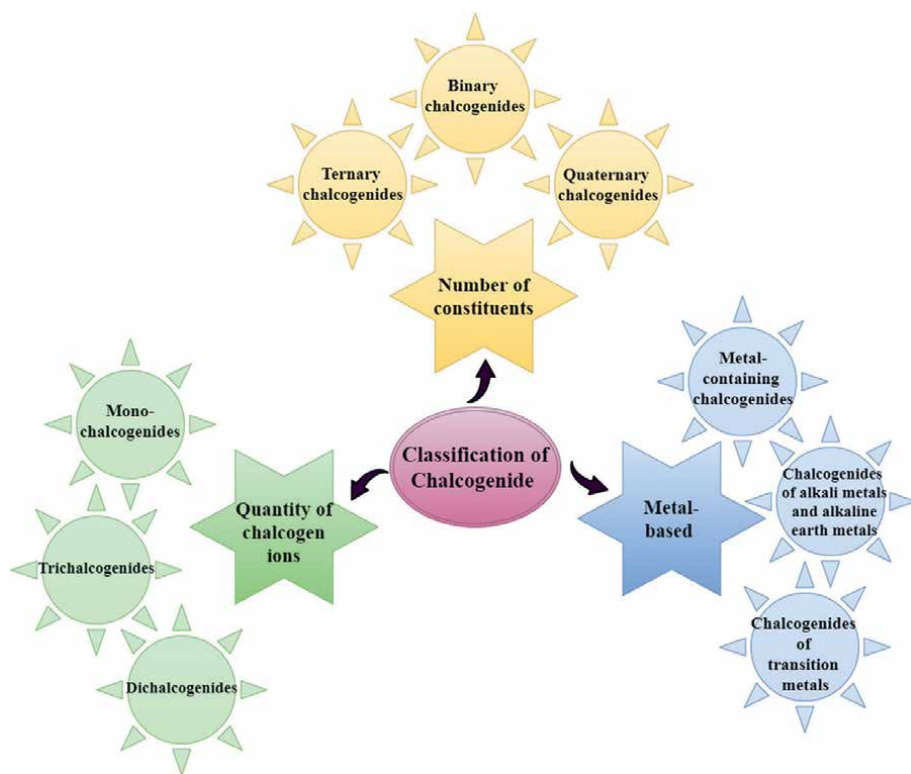 Binary
chalcogenides
Ternary
chalcogenides
Quaternary
chalcogenides
Number of
constituents
Metal-
containing
chalcogenides
Mono-
chalcogenides
Classification of
Chalcogenide
Chalcogenides
of alkali metals
and alkaline
earth metals
Quantity of
chalcogen
ions
Metal-
based
Trichalcogenides
Chalcogenides
of
transition
metals
Dichalcogenides